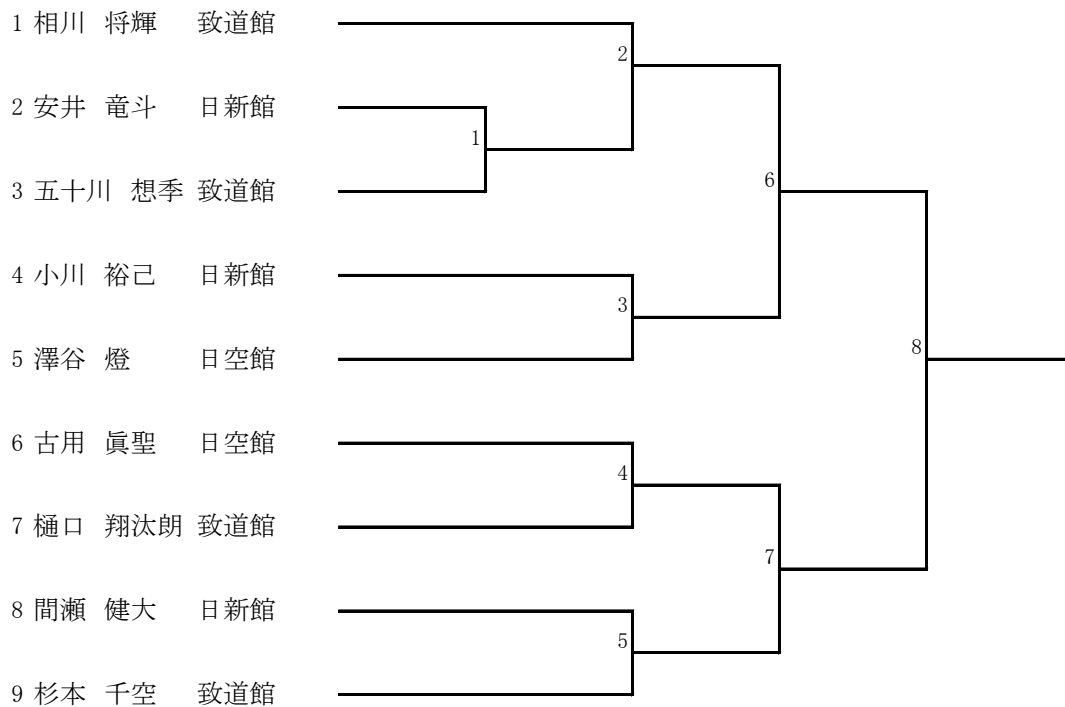 1 相川 将輝 致道館
2
2 安井 竜斗 日新館
1
3 五十川 想季 致道館
6
4 小川 裕己 日新館
3
5 澤谷 燈 日空館
8
6 古用 眞聖 日空館
4
7 樋口 翔汰朗 致道館
7
8 間瀬 健大 日新館
5
9 杉本 千空 致道館